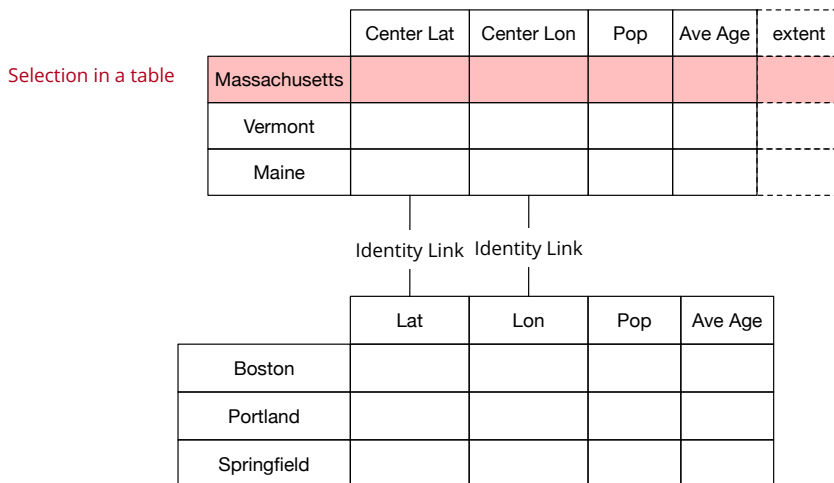 Center Lat Center Lon Pop Ave Age extent
Selection in a table Massachusetts
Vermont
Maine
Identity Link Identity Link
Lat Lon Pop Ave Age
Boston
Portland
Springfield